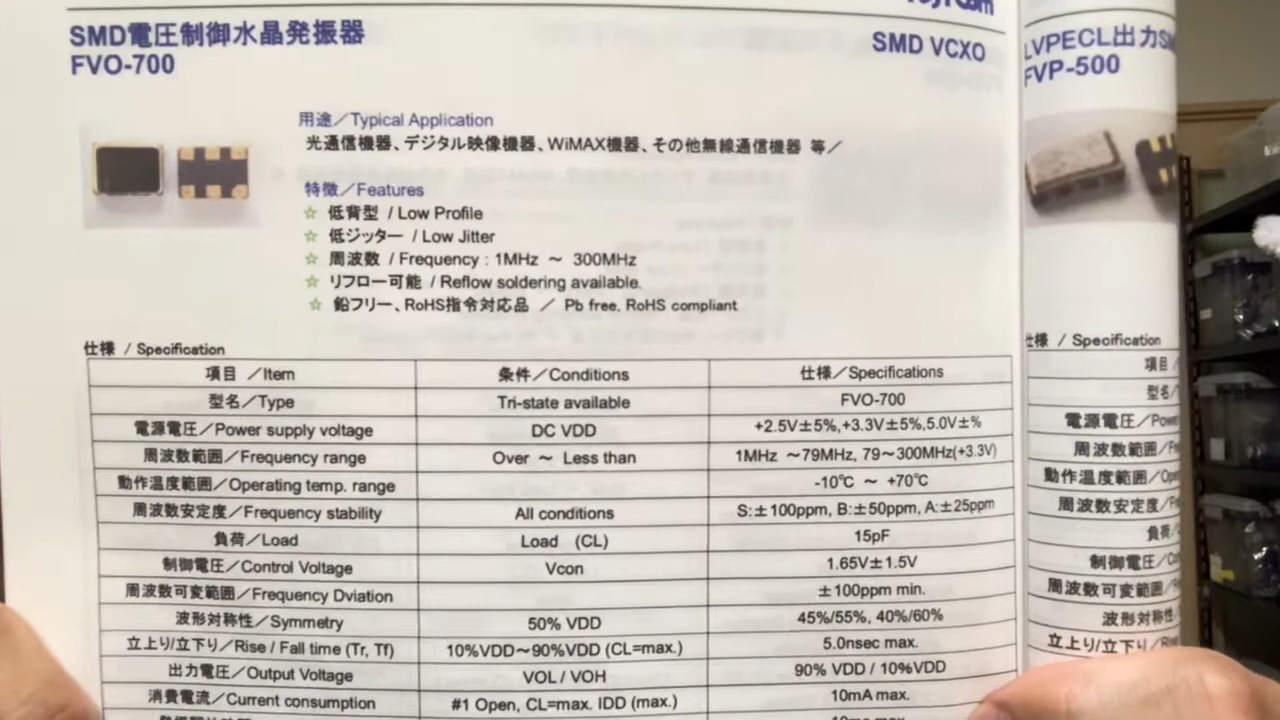 SMD電圧制御水晶発振器
FVO-700
SMD VCXO
用途／Typical Application
光通信機器、デジタル映像機器、WiMAX機器、その他無線通信機器 等／
特徴／Features
☆ 低背型 / Low Profile
☆ 低ジッター / Low Jitter
☆ 周波数 / Frequency : 1MHz ～ 300MHz
☆ リフロー可能 / Reflow soldering available.
☆ 鉛フリー、RoHS指令対応品 ／ Pb free, RoHS compliant
仕様 / Specification
項目 ／Item 条件／Conditions 仕様／Specifications
型名／Type Tri-state available FVO-700
電源電圧／Power supply voltage DC VDD +2.5V±5%,+3.3V±5%,5.0V±%
周波数範囲／Frequency range Over ～ Less than 1MHz ～79MHz, 79～300MHz(+3.3V)
動作温度範囲／Operating temp. range -10℃ ～ +70℃
周波数安定度／Frequency stability All conditions S:±100ppm, B:±50ppm, A:±25ppm
負荷／Load Load (CL) 15pF
制御電圧／Control Voltage Vcon 1.65V±1.5V
周波数可変範囲／Frequency Dviation ±100ppm min.
波形対称性／Symmetry 50% VDD 45%/55%, 40%/60%
立上り/立下り／Rise / Fall time (Tr, Tf) 10%VDD～90%VDD (CL=max.) 5.0nsec max.
出力電圧／Output Voltage VOL / VOH 90% VDD / 10%VDD
消費電流／Current consumption #1 Open, CL=max. IDD (max.) 10mA max.
LVPECL出力SM
FVP-500
仕様 / Specification
項目
型名
電源電圧／Powe
周波数範囲／Fre
動作温度範囲／Ope
周波数安定度／F
負荷
制御電圧／Co
周波数可変範囲
波形対称性
立上り/立下り